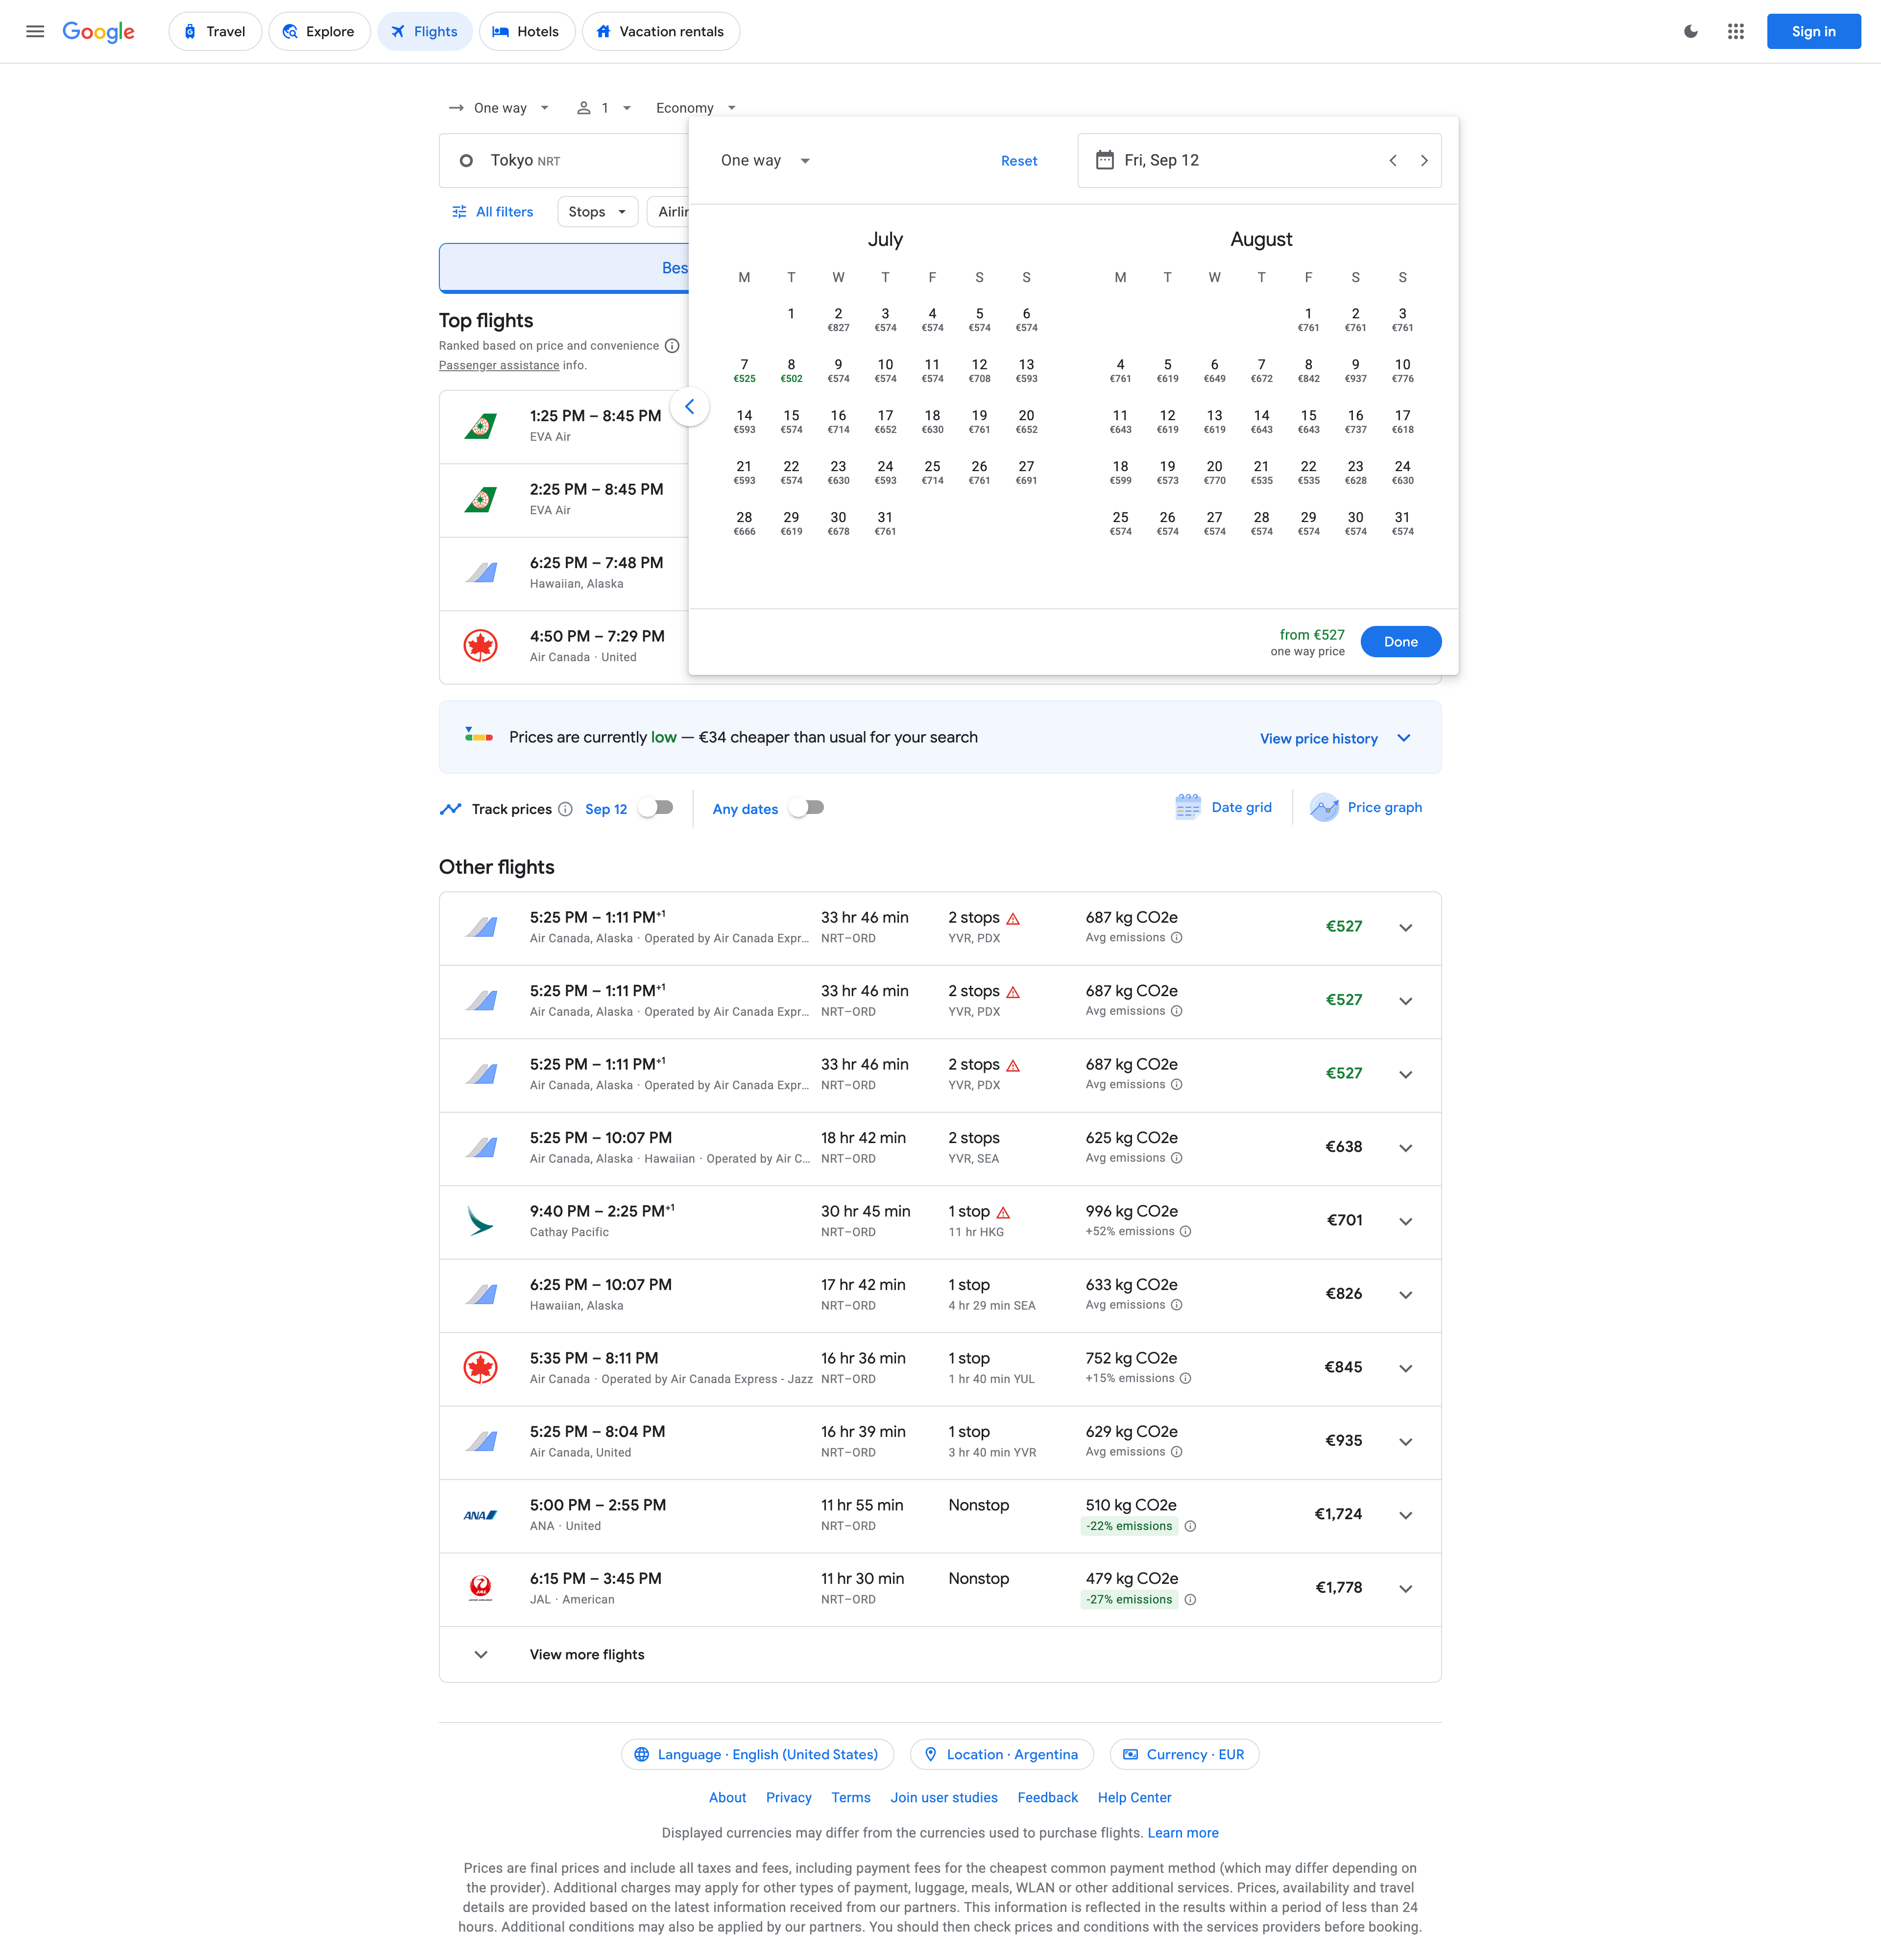 Google
Travel
Explore
Flights
Hotels
Vacation rentals
Sign in
One way
1
Economy
Tokyo NRT
All filters
Stops
Airlin
Bes
Top flights
Ranked based on price and convenience
Passenger assistance info.
1:25 PM – 8:45 PM
EVA Air
2:25 PM – 8:45 PM
EVA Air
6:25 PM – 7:48 PM
Hawaiian, Alaska
4:50 PM – 7:29 PM
Air Canada · United
One way
Reset
Fri, Sep 12
July
M T W T F S S
1 2 3 4 5 6
€827 €574 €574 €574 €574
7 8 9 10 11 12 13
€525 €502 €574 €574 €574 €708 €593
14 15 16 17 18 19 20
€593 €574 €714 €652 €630 €761 €652
21 22 23 24 25 26 27
€593 €574 €630 €593 €714 €761 €691
28 29 30 31
€666 €619 €678 €761
August
M T W T F S S
1 2 3
€761 €761 €761
4 5 6 7 8 9 10
€761 €619 €649 €672 €842 €937 €776
11 12 13 14 15 16 17
€643 €619 €619 €643 €643 €737 €618
18 19 20 21 22 23 24
€599 €573 €770 €535 €535 €628 €630
25 26 27 28 29 30 31
€574 €574 €574 €574 €574 €574 €574
from €527
one way price
Done
Prices are currently low — €34 cheaper than usual for your search
View price history
Track prices
Sep 12
Any dates
Date grid
Price graph
Other flights
5:25 PM – 1:11 PM+1 33 hr 46 min 2 stops 687 kg CO2e €527
Air Canada, Alaska · Operated by Air Canada Expr... NRT–ORD YVR, PDX Avg emissions
5:25 PM – 1:11 PM+1 33 hr 46 min 2 stops 687 kg CO2e €527
Air Canada, Alaska · Operated by Air Canada Expr... NRT–ORD YVR, PDX Avg emissions
5:25 PM – 1:11 PM+1 33 hr 46 min 2 stops 687 kg CO2e €527
Air Canada, Alaska · Operated by Air Canada Expr... NRT–ORD YVR, PDX Avg emissions
5:25 PM – 10:07 PM 18 hr 42 min 2 stops 625 kg CO2e €638
Air Canada, Alaska · Hawaiian · Operated by Air C... NRT–ORD YVR, SEA Avg emissions
9:40 PM – 2:25 PM+1 30 hr 45 min 1 stop 996 kg CO2e €701
Cathay Pacific NRT–ORD 11 hr HKG +52% emissions
6:25 PM – 10:07 PM 17 hr 42 min 1 stop 633 kg CO2e €826
Hawaiian, Alaska NRT–ORD 4 hr 29 min SEA Avg emissions
5:35 PM – 8:11 PM 16 hr 36 min 1 stop 752 kg CO2e €845
Air Canada · Operated by Air Canada Express - Jazz NRT–ORD 1 hr 40 min YUL +15% emissions
5:25 PM – 8:04 PM 16 hr 39 min 1 stop 629 kg CO2e €935
Air Canada, United NRT–ORD 3 hr 40 min YVR Avg emissions
ANA
5:00 PM – 2:55 PM 11 hr 55 min Nonstop 510 kg CO2e €1,724
ANA · United NRT–ORD -22% emissions
JAL
6:15 PM – 3:45 PM 11 hr 30 min Nonstop 479 kg CO2e €1,778
JAL · American NRT–ORD -27% emissions
View more flights
Language · English (United States)
Location · Argentina
Currency · EUR
About Privacy Terms Join user studies Feedback Help Center
Displayed currencies may differ from the currencies used to purchase flights. Learn more
Prices are final prices and include all taxes and fees, including payment fees for the cheapest common payment method (which may differ depending on
the provider). Additional charges may apply for other types of payment, luggage, meals, WLAN or other additional services. Prices, availability and travel
details are provided based on the latest information received from our partners. This information is reflected in the results within a period of less than 24
hours. Additional conditions may also be applied by our partners. You should then check prices and conditions with the services providers before booking.